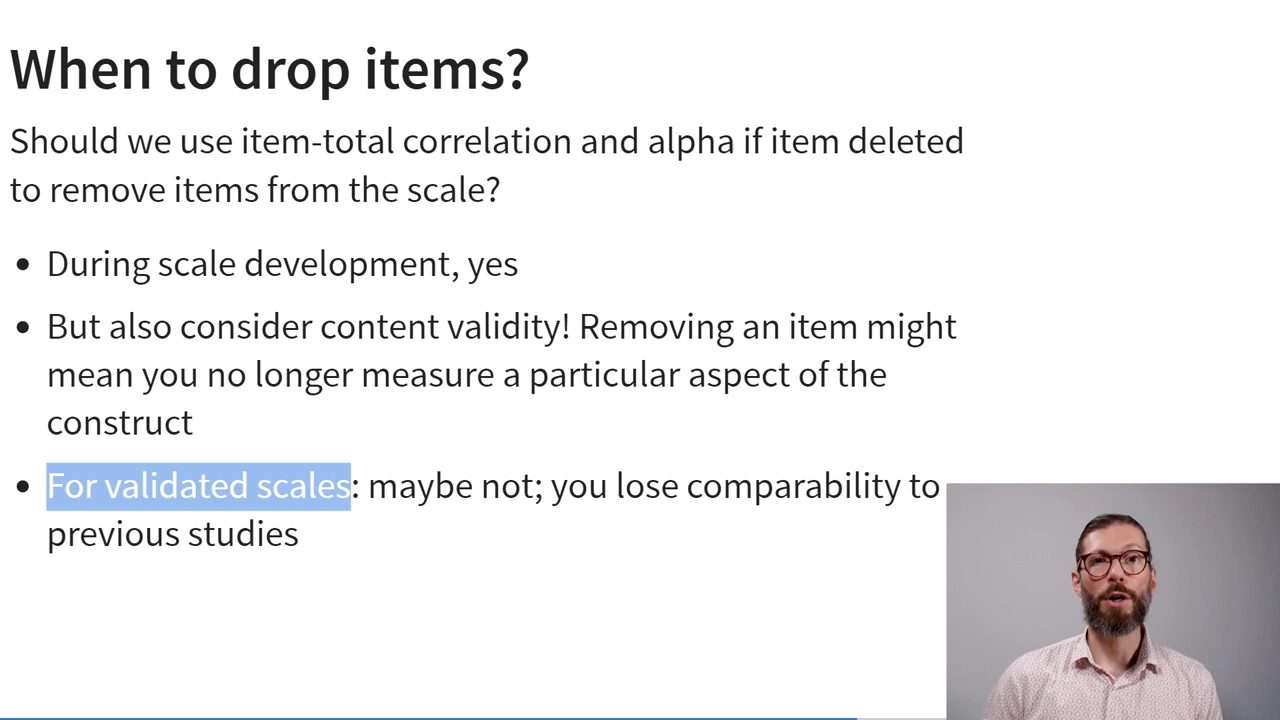 When to drop items?
Should we use item-total correlation and alpha if item deleted
to remove items from the scale?
• During scale development, yes
• But also consider content validity! Removing an item might
mean you no longer measure a particular aspect of the
construct
• For validated scales: maybe not; you lose comparability to
previous studies